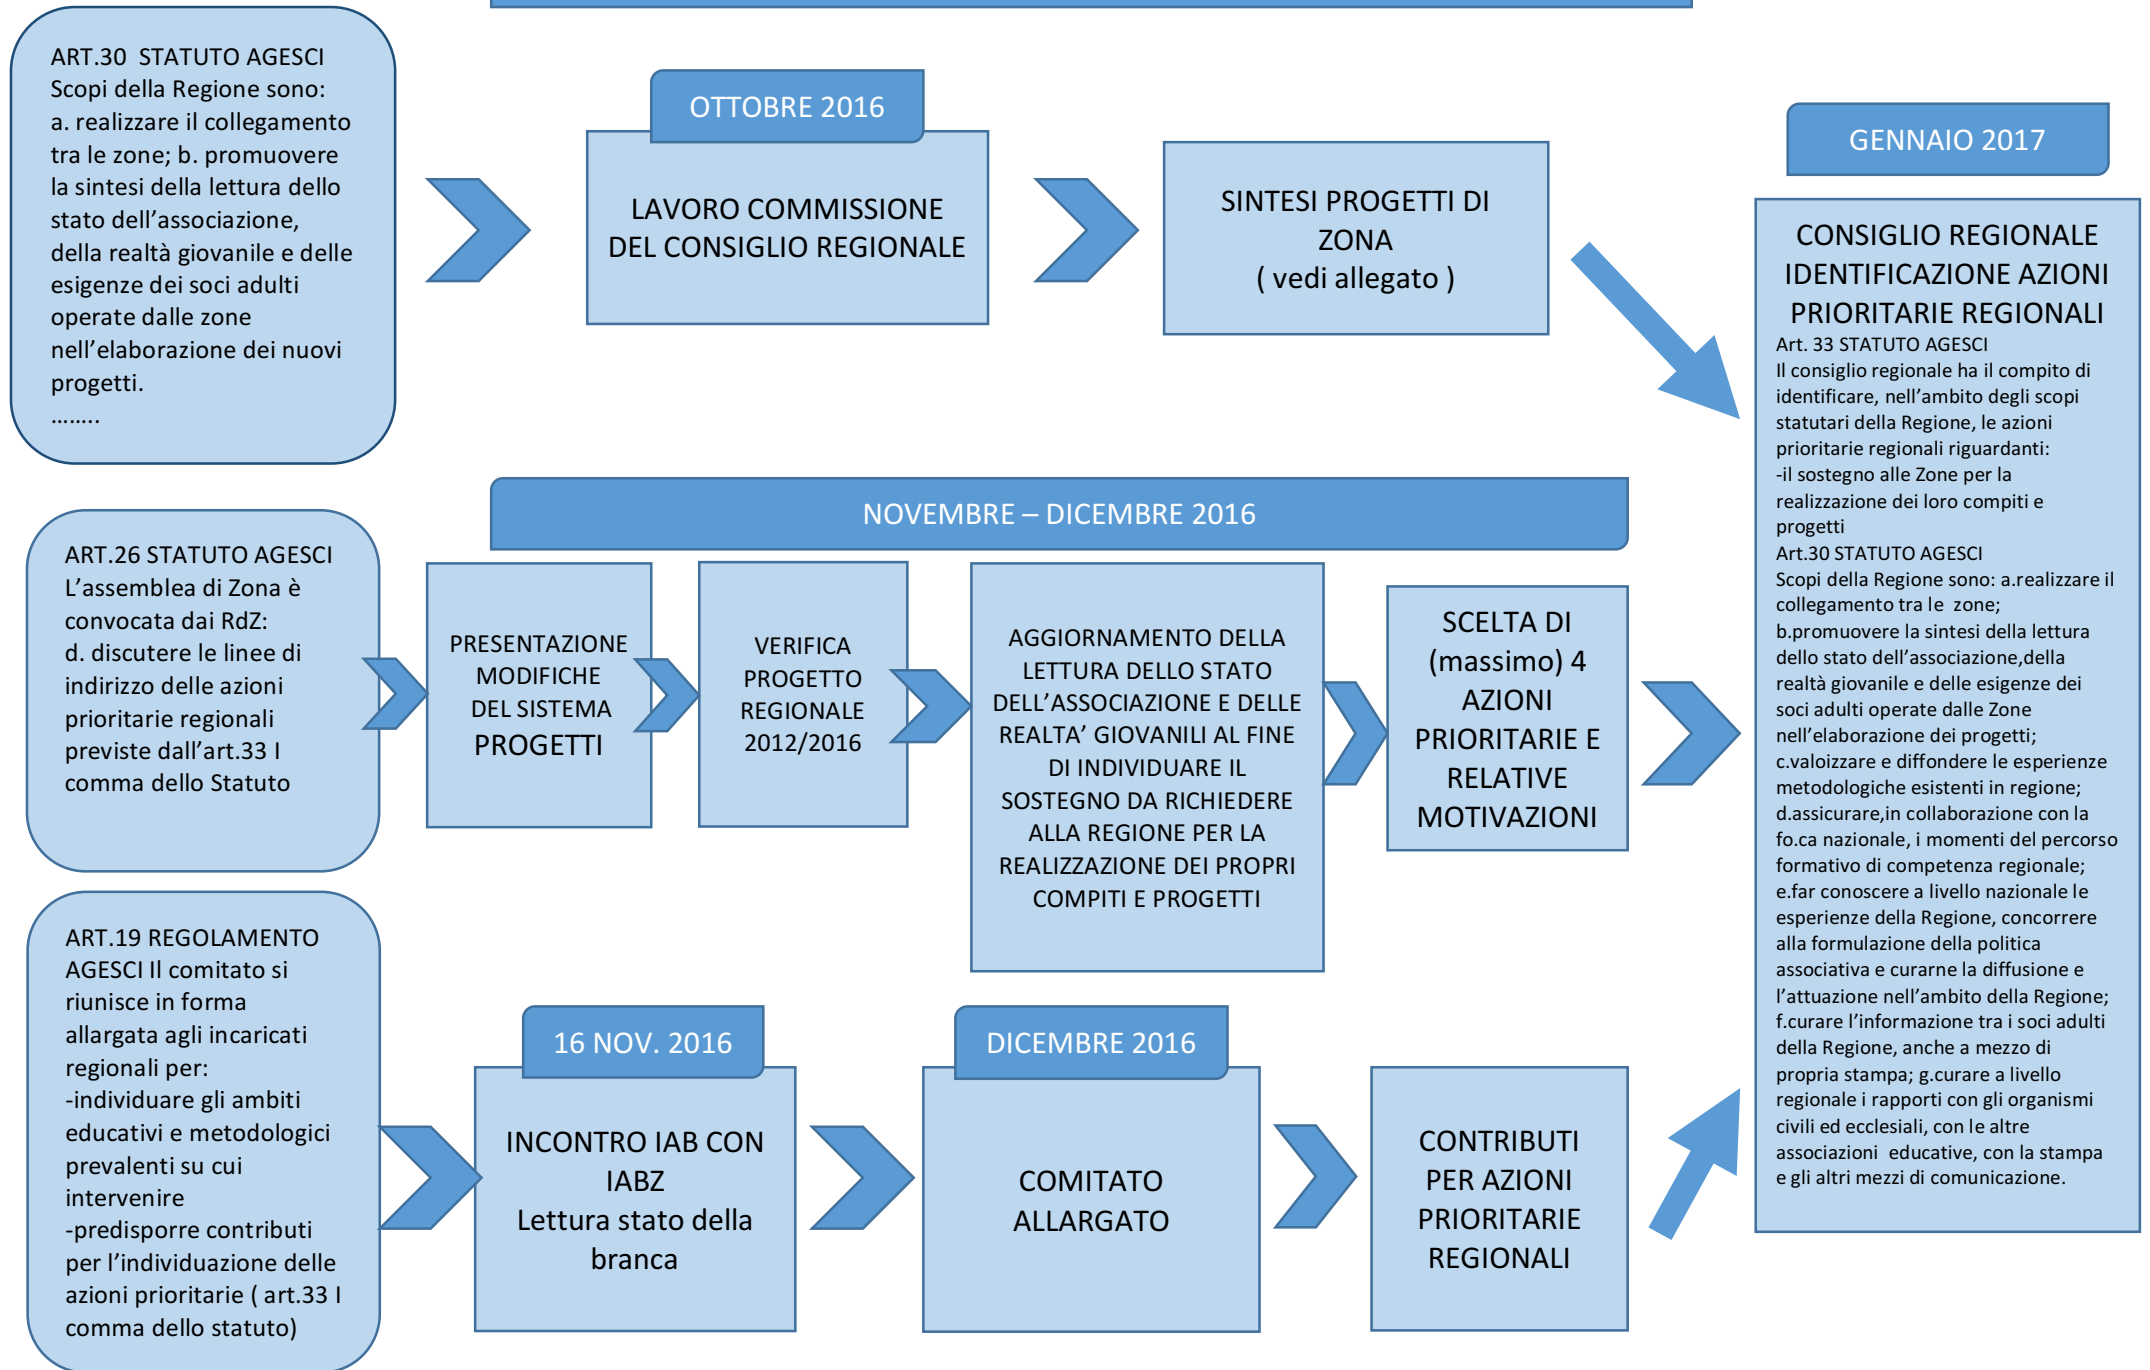 ART.30  STATUTO AGESCI
Scopi della Regione sono:
a. realizzare il collegamento
tra le zone; b. promuovere
la sintesi della lettura dello
stato dell'associazione,
della realtà giovanile e delle
esigenze dei soci adulti
operate dalle zone
nell'elaborazione dei nuovi
progetti.
……..
OTTOBRE 2016
LAVORO COMMISSIONE
DEL CONSIGLIO REGIONALE
SINTESI PROGETTI DI
ZONA
( vedi allegato )
ART.26 STATUTO AGESCI
L'assemblea di Zona è
convocata dai RdZ:
d. discutere le linee di
indirizzo delle azioni
prioritarie regionali
previste dall'art.33 I
comma dello Statuto
NOVEMBRE – DICEMBRE 2016
PRESENTAZIONE
MODIFICHE
DEL SISTEMA
PROGETTI
VERIFICA
PROGETTO
REGIONALE
2012/2016
AGGIORNAMENTO DELLA
LETTURA DELLO STATO
DELL'ASSOCIAZIONE E DELLE
REALTA' GIOVANILI AL FINE
DI INDIVIDUARE IL
SOSTEGNO DA RICHIEDERE
ALLA REGIONE PER LA
REALIZZAZIONE DEI PROPRI
COMPITI E PROGETTI
SCELTA DI
(massimo) 4
AZIONI
PRIORITARIE E
RELATIVE
MOTIVAZIONI
ART.19 REGOLAMENTO
AGESCI Il comitato si
riunisce in forma
allargata agli incaricati
regionali per:
-individuare gli ambiti
educativi e metodologici
prevalenti su cui
intervenire
-predisporre contributi
per l'individuazione delle
azioni prioritarie ( art.33 I
comma dello statuto)
16 NOV. 2016
INCONTRO IAB CON
IABZ
Lettura stato della
branca
DICEMBRE 2016
COMITATO
ALLARGATO
CONTRIBUTI
PER AZIONI
PRIORITARIE
REGIONALI
GENNAIO 2017
CONSIGLIO REGIONALE
IDENTIFICAZIONE AZIONI
PRIORITARIE REGIONALI
Art. 33 STATUTO AGESCI
Il consiglio regionale ha il compito di
identificare, nell'ambito degli scopi
statutari della Regione, le azioni
prioritarie regionali riguardanti:
-il sostegno alle Zone per la
realizzazione dei loro compiti e
progetti
Art.30 STATUTO AGESCI
Scopi della Regione sono: a.realizzare il
collegamento tra le  zone;
b.promuovere la sintesi della lettura
dello stato dell'associazione,della
realtà giovanile e delle esigenze dei
soci adulti operate dalle Zone
nell'elaborazione dei progetti;
c.valoizzare e diffondere le esperienze
metodologiche esistenti in regione;
d.assicurare,in collaborazione con la
fo.ca nazionale, i momenti del percorso
formativo di competenza regionale;
e.far conoscere a livello nazionale le
esperienze della Regione, concorrere
alla formulazione della politica
associativa e curarne la diffusione e
l'attuazione nell'ambito della Regione;
f.curare l'informazione tra i soci adulti
della Regione, anche a mezzo di
propria stampa; g.curare a livello
regionale i rapporti con gli organismi
civili ed ecclesiali, con le altre
associazioni  educative, con la stampa
e gli altri mezzi di comunicazione.